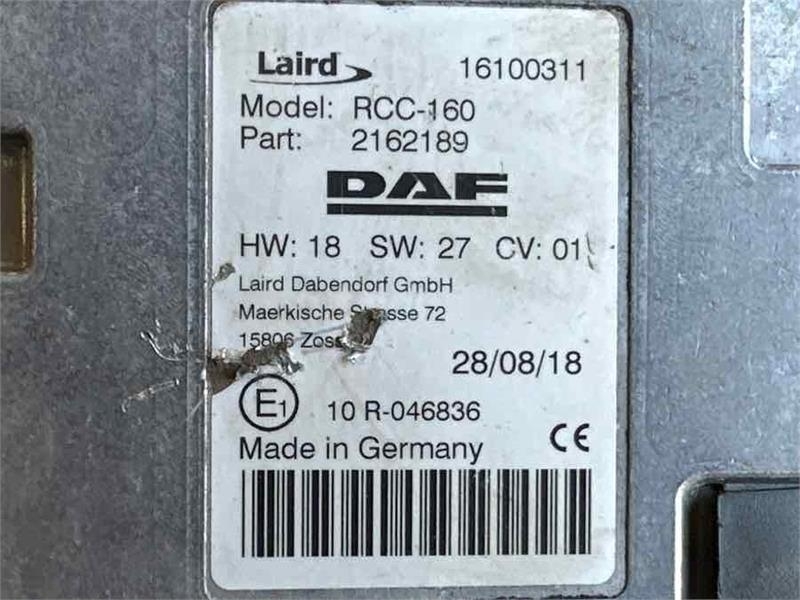 Laird 16100311
Model: RCC-160
Part: 2162189
DAF
HW: 18 SW: 27 CV: 01
Laird Dabendorf GmbH
Maerkische 72
15806
28/08/18
E1 10 R-046836
Made in Germany CE